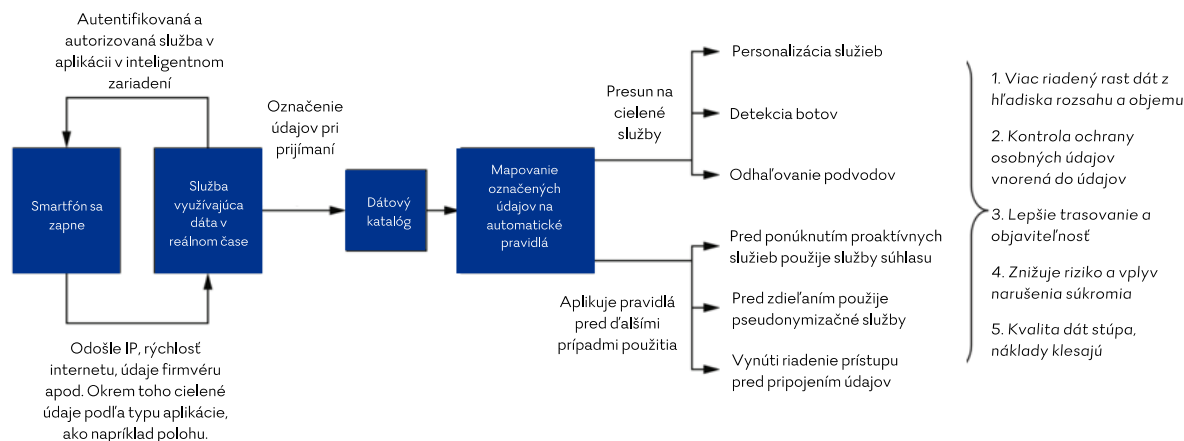 Autentifikovaná a
autorizovaná služba v
aplikácii v inteligentnom
zariadení
Smartfón sa
zapne
Služba
využívajúca
dáta v
reálnom čase
Odošle IP, rýchlosť
internetu, údaje firmvéru
apod. Okrem toho cielené
údaje podľa typu aplikácie,
ako napríklad polohu.
Označenie
údajov pri
prijímaní
Dátový
katalóg
Mapovanie
označených
údajov na
automatické
pravidlá
Presun na
cielené
služby
Personalizácia služieb
Detekcia botov
Odhaľovanie podvodov
Aplikuje pravidlá
pred ďalšími
prípadmi použitia
Pred ponúknutím proaktívnych
služieb použije služby súhlasu
Pred zdieľaním použije
pseudonymizačné služby
Vynúti riadenie prístupu
pred pripojením údajov
1. Viac riadený rast dát z
hľadiska rozsahu a objemu
2. Kontrola ochrany
osobných údajov
vnorená do údajov
3. Lepšie trasovanie a
objaviteľnosť
4. Znižuje riziko a vplyv
narušenia súkromia
5. Kvalita dát stúpa,
náklady klesajú